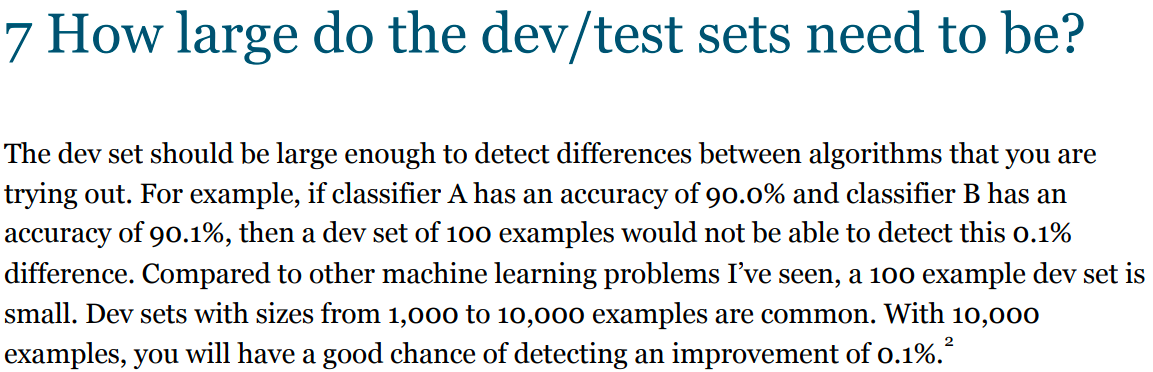 7 How large do the dev/test sets need to be?
The dev set should be large enough to detect differences between algorithms that you are
trying out. For example, if classifier A has an accuracy of 90.0% and classifier B has an
accuracy of 90.1%, then a dev set of 100 examples would not be able to detect this 0.1%
difference. Compared to other machine learning problems I’ve seen, a 100 example dev set is
small. Dev sets with sizes from 1,000 to 10,000 examples are common. With 10,000
examples, you will have a good chance of detecting an improvement of 0.1%.²